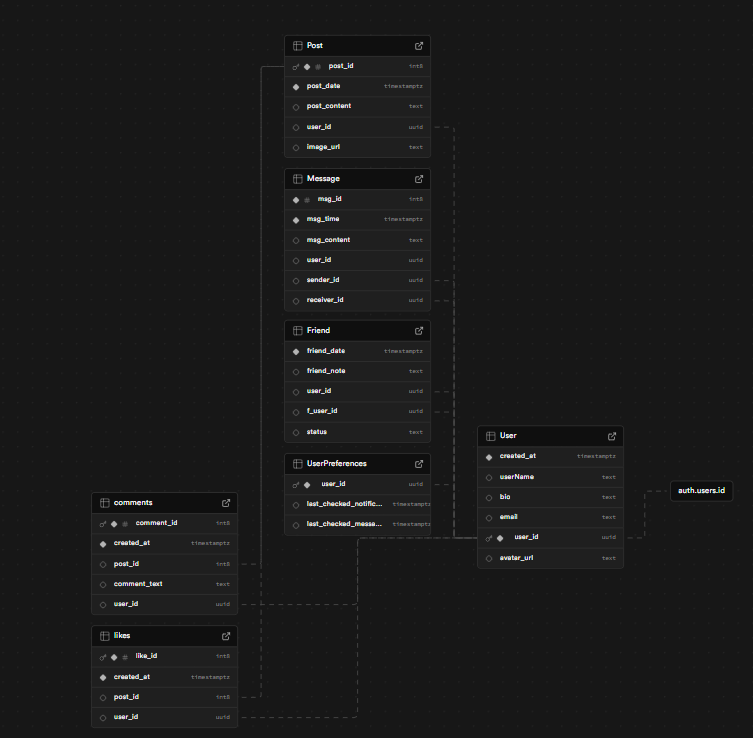 Post
post_id int8
post_date timestamptz
post_content text
user_id uuid
image_url text
Message
msg_id int8
msg_time timestamptz
msg_content text
user_id uuid
sender_id uuid
receiver_id uuid
Friend
friend_date timestamptz
friend_note text
user_id uuid
f_user_id uuid
status text
UserPreferences
user_id uuid
last_checked_notific... timestamptz
last_checked_messa... timestamptz
User
created_at timestamptz
userName text
bio text
email text
user_id uuid
avatar_url text
auth.users.id
comments
comment_id int8
created_at timestamptz
post_id int8
comment_text text
user_id uuid
likes
like_id int8
created_at timestamptz
post_id int8
user_id uuid